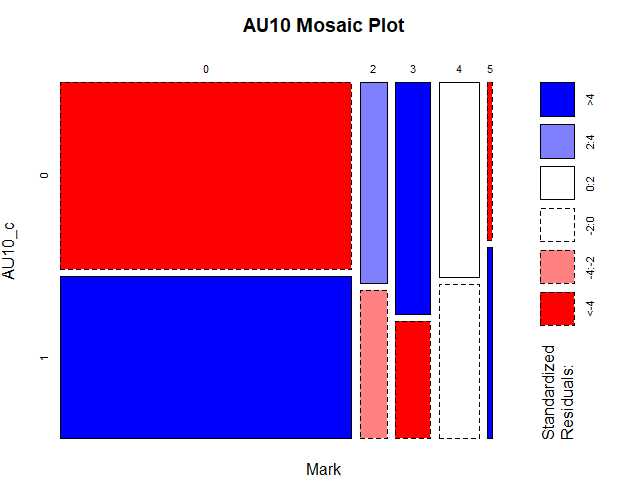 AU10 Mosaic Plot
0 2 3 4 5
AU10_c
0
1
Mark
>4
2:4
0:2
-2:0
-4:-2
<-4
Standardized
Residuals: